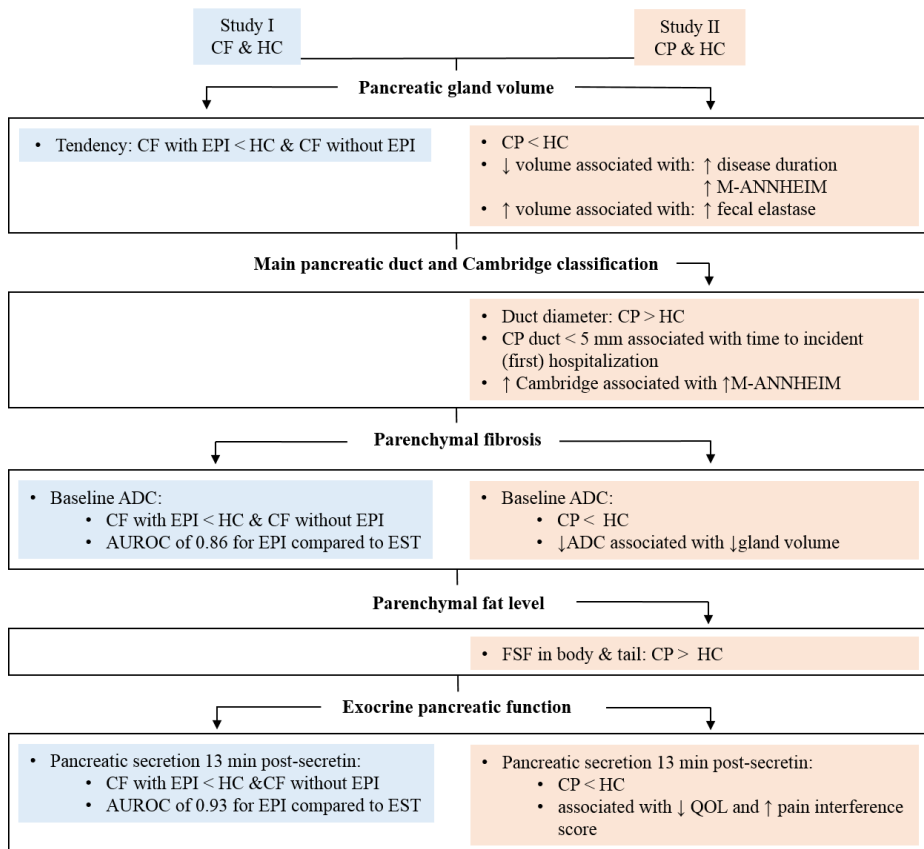 Study I
CF & HC
Study II
CP & HC
Pancreatic gland volume
• Tendency: CF with EPI < HC & CF without EPI
• CP < HC
• ↓ volume associated with: ↑ disease duration
↑ M-ANNHEIM
• ↑ volume associated with: ↑ fecal elastase
Main pancreatic duct and Cambridge classification
• Duct diameter: CP > HC
• CP duct < 5 mm associated with time to incident
(first) hospitalization
• ↑ Cambridge associated with ↑M-ANNHEIM
Parenchymal fibrosis
• Baseline ADC:
• CF with EPI < HC & CF without EPI
• AUROC of 0.86 for EPI compared to EST
• Baseline ADC:
• CP < HC
• ↓ADC associated with ↓gland volume
Parenchymal fat level
• FSF in body & tail: CP > HC
Exocrine pancreatic function
• Pancreatic secretion 13 min post-secretin:
• CF with EPI < HC &CF without EPI
• AUROC of 0.93 for EPI compared to EST
• Pancreatic secretion 13 min post-secretin:
• CP < HC
• associated with ↓ QOL and ↑ pain interference
score